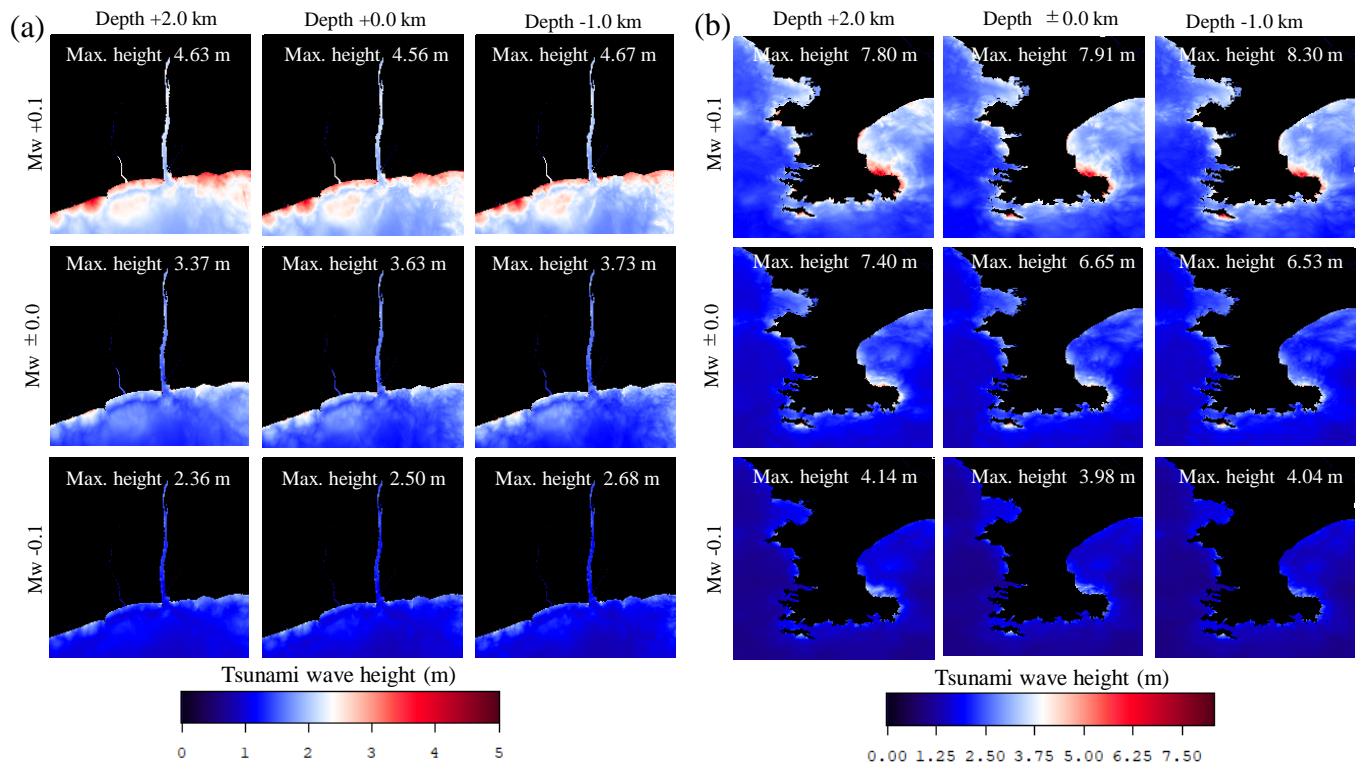 (a)
Depth +2.0 km
Depth +0.0 km
Depth -1.0 km
Mw +0.1
Max. height 4.63 m
Max. height 4.56 m
Max. height 4.67 m
Mw ±0.0
Max. height 3.37 m
Max. height 3.63 m
Max. height 3.73 m
Mw -0.1
Max. height 2.36 m
Max. height 2.50 m
Max. height 2.68 m
Tsunami wave height (m)
0 1 2 3 4 5
(b)
Depth +2.0 km
Depth ±0.0 km
Depth -1.0 km
Mw +0.1
Max. height 7.80 m
Max. height 7.91 m
Max. height 8.30 m
Mw ±0.0
Max. height 7.40 m
Max. height 6.65 m
Max. height 6.53 m
Mw -0.1
Max. height 4.14 m
Max. height 3.98 m
Max. height 4.04 m
Tsunami wave height (m)
0.00 1.25 2.50 3.75 5.00 6.25 7.50